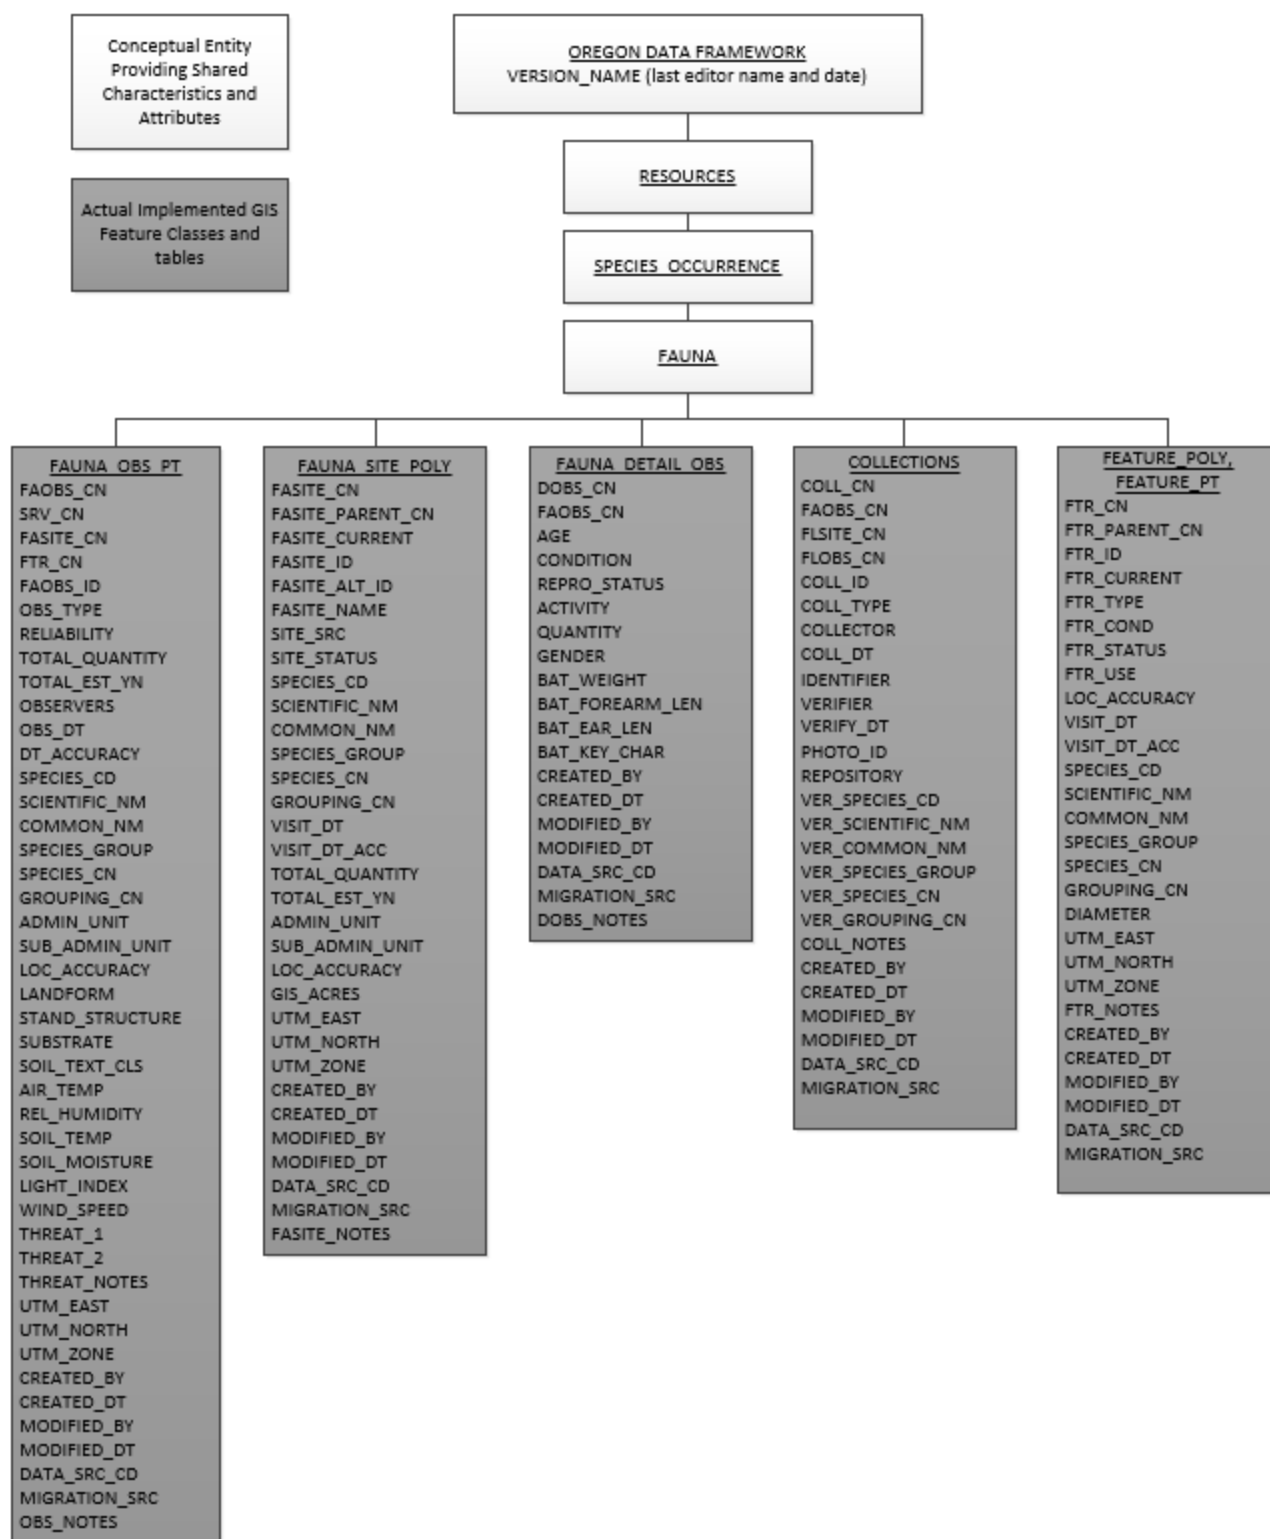 Conceptual Entity
Providing Shared
Characteristics and
Attributes
Actual Implemented GIS
Feature Classes and
tables
OREGON DATA FRAMEWORK
VERSION_NAME (last editor name and date)
RESOURCES
SPECIES_OCCURRENCE
FAUNA
FAUNA_OBS_PT
FAOBS_CN
SRV_CN
FASITE_CN
FTR_CN
FAOBS_ID
OBS_TYPE
RELIABILITY
TOTAL_QUANTITY
TOTAL_EST_YN
OBSERVERS
OBS_DT
DT_ACCURACY
SPECIES_CD
SCIENTIFIC_NM
COMMON_NM
SPECIES_GROUP
SPECIES_CN
GROUPING_CN
ADMIN_UNIT
SUB_ADMIN_UNIT
LOC_ACCURACY
LANDFORM
STAND_STRUCTURE
SUBSTRATE
SOIL_TEXT_CLS
AIR_TEMP
REL_HUMIDITY
SOIL_TEMP
SOIL_MOISTURE
LIGHT_INDEX
WIND_SPEED
THREAT_1
THREAT_2
THREAT_NOTES
UTM_EAST
UTM_NORTH
UTM_ZONE
CREATED_BY
CREATED_DT
MODIFIED_BY
MODIFIED_DT
DATA_SRC_CD
MIGRATION_SRC
OBS_NOTES
FAUNA_SITE_POLY
FASITE_CN
FASITE_PARENT_CN
FASITE_CURRENT
FASITE_ID
FASITE_ALT_ID
FASITE_NAME
SITE_SRC
SITE_STATUS
SPECIES_CD
SCIENTIFIC_NM
COMMON_NM
SPECIES_GROUP
SPECIES_CN
GROUPING_CN
VISIT_DT
VISIT_DT_ACC
TOTAL_QUANTITY
TOTAL_EST_YN
ADMIN_UNIT
SUB_ADMIN_UNIT
LOC_ACCURACY
GIS_ACRES
UTM_EAST
UTM_NORTH
UTM_ZONE
CREATED_BY
CREATED_DT
MODIFIED_BY
MODIFIED_DT
DATA_SRC_CD
MIGRATION_SRC
FASITE_NOTES
FAUNA_DETAIL_OBS
DOBS_CN
FAOBS_CN
AGE
CONDITION
REPRO_STATUS
ACTIVITY
QUANTITY
GENDER
BAT_WEIGHT
BAT_FOREARM_LEN
BAT_EAR_LEN
BAT_KEY_CHAR
CREATED_BY
CREATED_DT
MODIFIED_BY
MODIFIED_DT
DATA_SRC_CD
MIGRATION_SRC
DOBS_NOTES
COLLECTIONS
COLL_CN
FAOBS_CN
FLSITE_CN
FLOBS_CN
COLL_ID
COLL_TYPE
COLLECTOR
COLL_DT
IDENTIFIER
VERIFIER
VERIFY_DT
PHOTO_ID
REPOSITORY
VER_SPECIES_CD
VER_SCIENTIFIC_NM
VER_COMMON_NM
VER_SPECIES_GROUP
VER_SPECIES_CN
VER_GROUPING_CN
COLL_NOTES
CREATED_BY
CREATED_DT
MODIFIED_BY
MODIFIED_DT
DATA_SRC_CD
MIGRATION_SRC
FEATURE_POLY,
FEATURE_PT
FTR_CN
FTR_PARENT_CN
FTR_ID
FTR_CURRENT
FTR_TYPE
FTR_COND
FTR_STATUS
FTR_USE
LOC_ACCURACY
VISIT_DT
VISIT_DT_ACC
SPECIES_CD
SCIENTIFIC_NM
COMMON_NM
SPECIES_GROUP
SPECIES_CN
GROUPING_CN
DIAMETER
UTM_EAST
UTM_NORTH
UTM_ZONE
FTR_NOTES
CREATED_BY
CREATED_DT
MODIFIED_BY
MODIFIED_DT
DATA_SRC_CD
MIGRATION_SRC